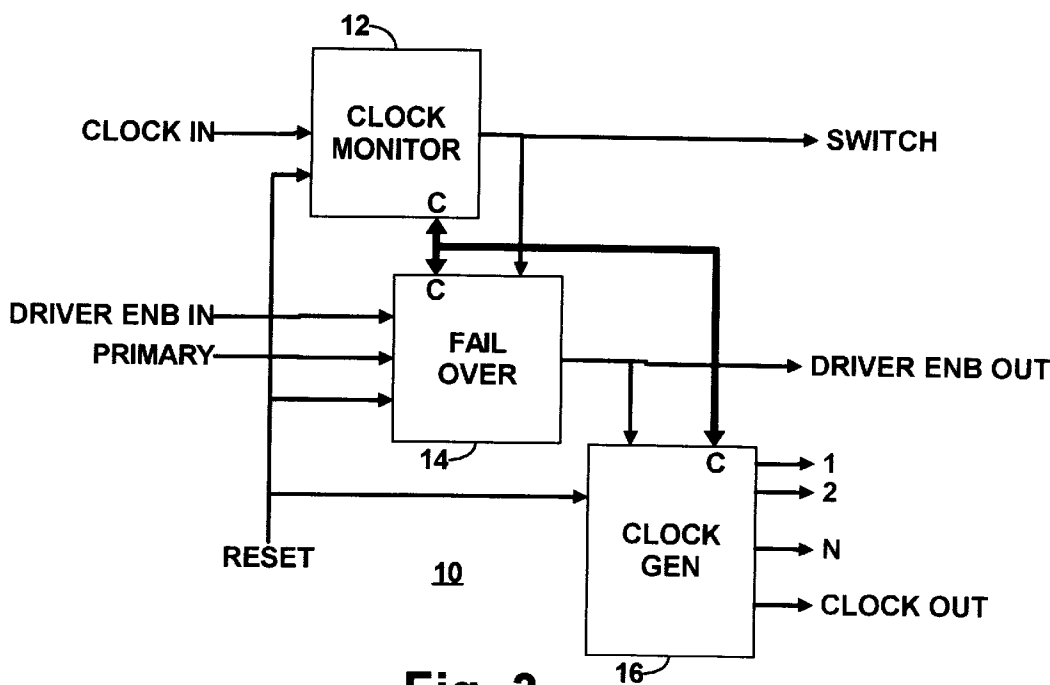 12
CLOCK IN
CLOCK
MONITOR
SWITCH
C
C
DRIVER ENB IN
PRIMARY
FAIL
OVER
DRIVER ENB OUT
14
C
1
2
N
CLOCK
GEN
CLOCK OUT
RESET
10
16